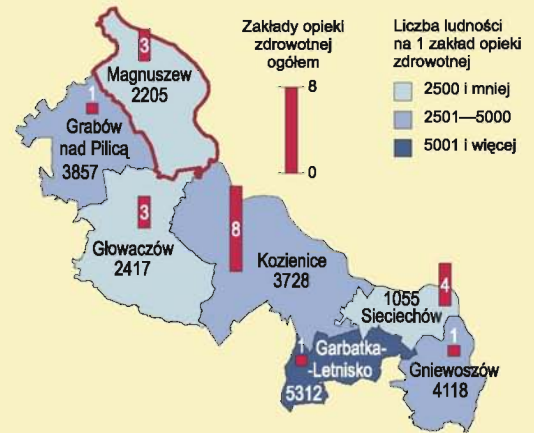 Zakłady opieki
zdrowotnej
ogółem
8
0
Liczba ludności
na 1 zakład opieki
zdrowotnej
2500 i mniej
2501—5000
5001 i więcej
3
Magnuszew
2205
1
Grabów
nad Pilicą
3857
3
Głowaczów
2417
8
Kozienice
3728
4
1055
Sieciechów
1
Garbatka-
-Letnisko
5312
1
Gniewoszów
4118